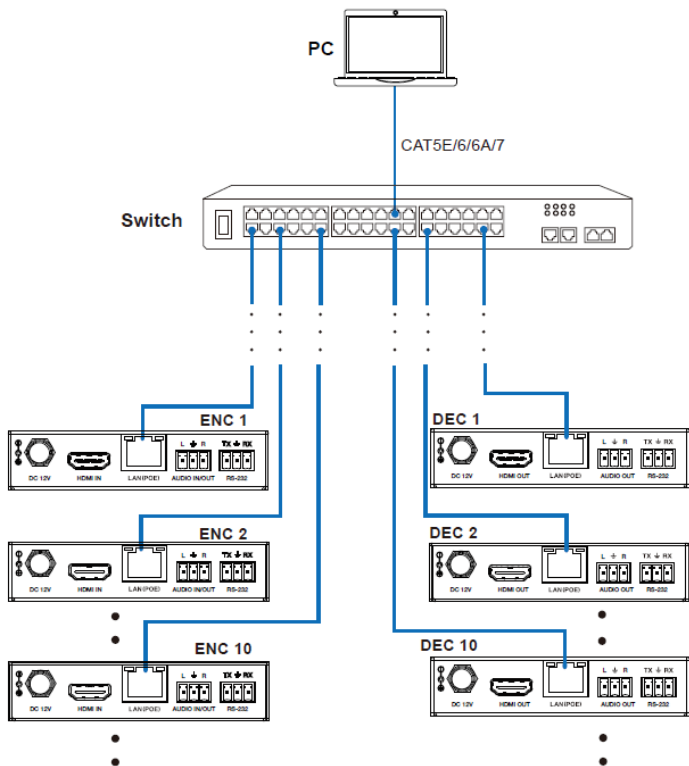 PC
CAT5E/6/6A/7
Switch
ENC 1
L R TX RX
DC 12V HDMI IN LAN(POE) AUDIO IN/OUT RS-232
DEC 1
L R TX RX
DC 12V HDMI OUT LAN(POE) AUDIO OUT RS-232
ENC 2
L R TX RX
DC 12V HDMI IN LAN(POE) AUDIO IN/OUT RS-232
DEC 2
L R TX RX
DC 12V HDMI OUT LAN(POE) AUDIO OUT RS-232
ENC 10
L R TX RX
DC 12V HDMI IN LAN(POE) AUDIO IN/OUT RS-232
DEC 10
L R TX RX
DC 12V HDMI OUT LAN(POE) AUDIO OUT RS-232